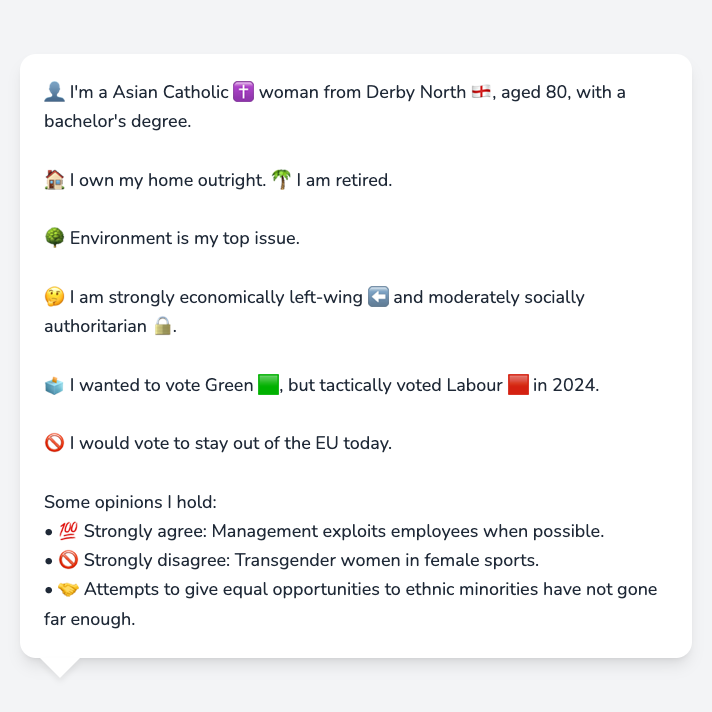 👤 I'm a Asian Catholic ✝️ woman from Derby North 🏴󠁧󠁢󠁥󠁮󠁧󠁿, aged 80, with a
bachelor's degree.
🏠 I own my home outright. 🌴 I am retired.
🌳 Environment is my top issue.
🤔 I am strongly economically left-wing ⬅️ and moderately socially
authoritarian 🔒.
🗳️ I wanted to vote Green 🟩, but tactically voted Labour 🟥 in 2024.
🚫 I would vote to stay out of the EU today.
Some opinions I hold:
• 💯 Strongly agree: Management exploits employees when possible.
• 🚫 Strongly disagree: Transgender women in female sports.
• 🤝 Attempts to give equal opportunities to ethnic minorities have not gone
far enough.